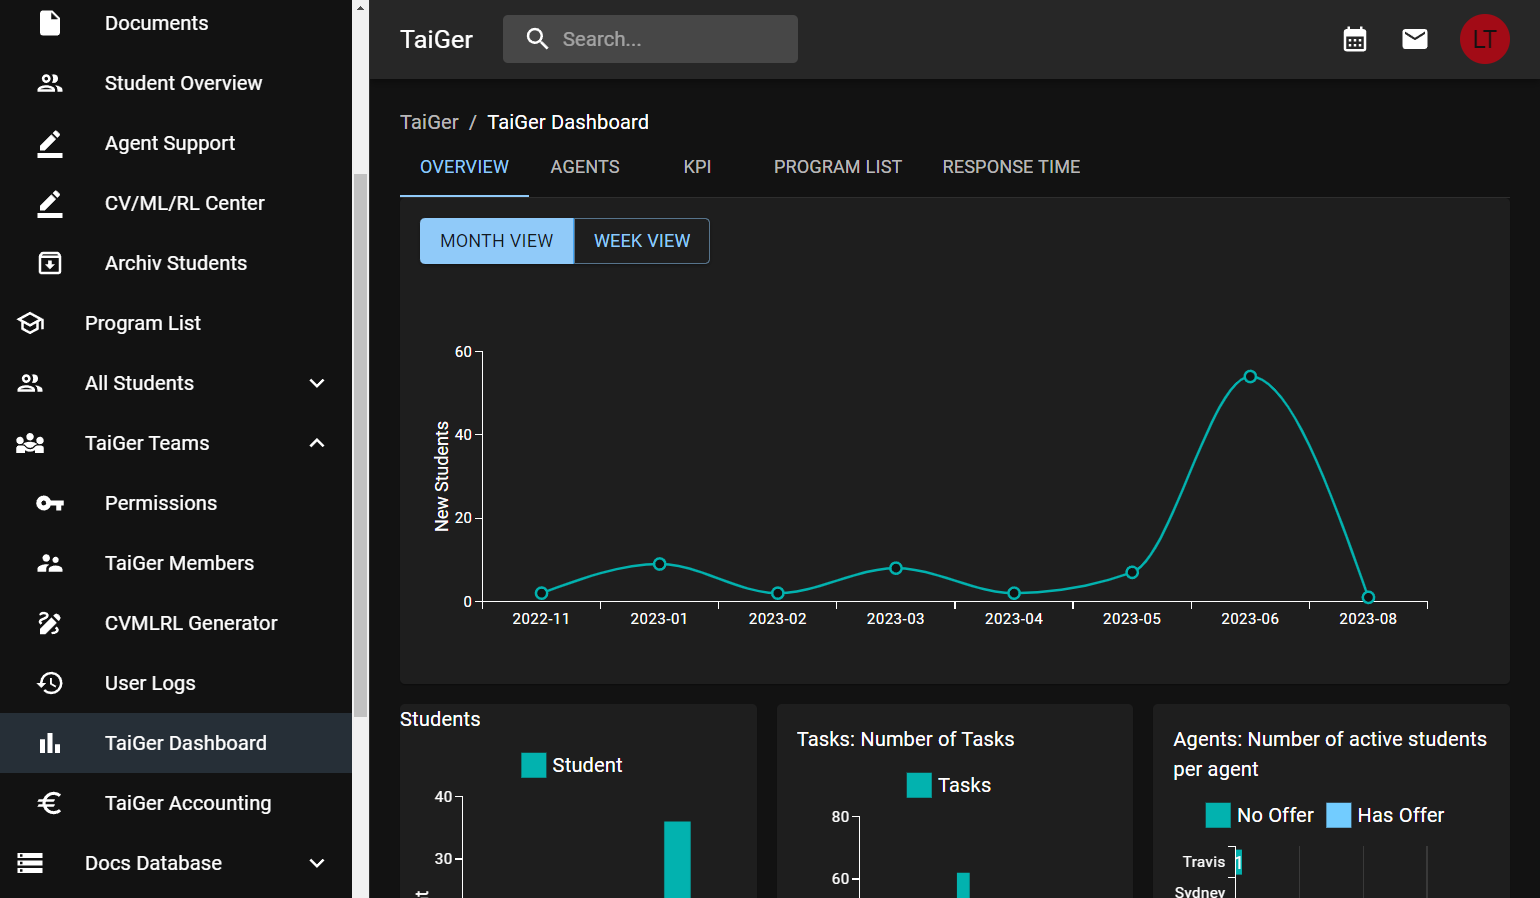 Documents
Student Overview
Agent Support
CV/ML/RL Center
Archiv Students
Program List
All Students
TaiGer Teams
Permissions
TaiGer Members
CVMLRL Generator
User Logs
TaiGer Dashboard
TaiGer Accounting
Docs Database
TaiGer
Search...
LT
TaiGer / TaiGer Dashboard
OVERVIEW AGENTS KPI PROGRAM LIST RESPONSE TIME
MONTH VIEW WEEK VIEW
New Students
60
40
20
0
2022-11 2023-01 2023-02 2023-03 2023-04 2023-05 2023-06 2023-08
Students
Student
40
30
Tasks: Number of Tasks
Tasks
80
60
Agents: Number of active students
per agent
No Offer Has Offer
Travis 1
Sydney